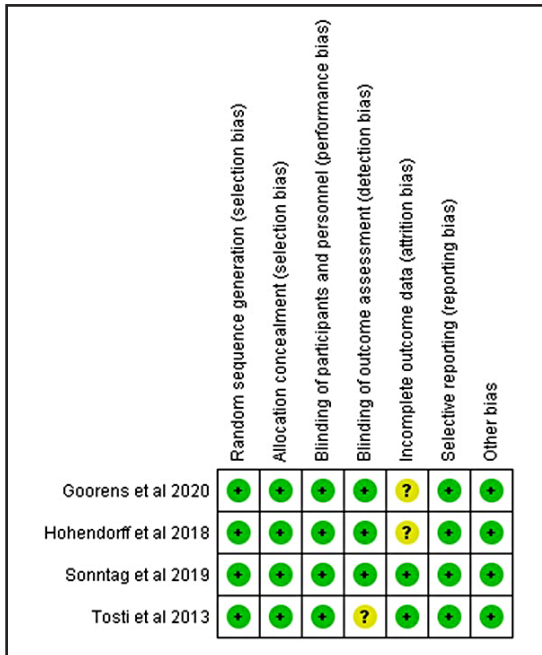 Random sequence generation (selection bias)
Allocation concealment (selection bias)
Blinding of participants and personnel (performance bias)
Blinding of outcome assessment (detection bias)
Incomplete outcome data (attrition bias)
Selective reporting (reporting bias)
Other bias
Goorens et al 2020 + + + + ? + +
Hohendorff et al 2018 + + + + ? + +
Sonntag et al 2019 + + + + + + +
Tosti et al 2013 + + + ? + + +